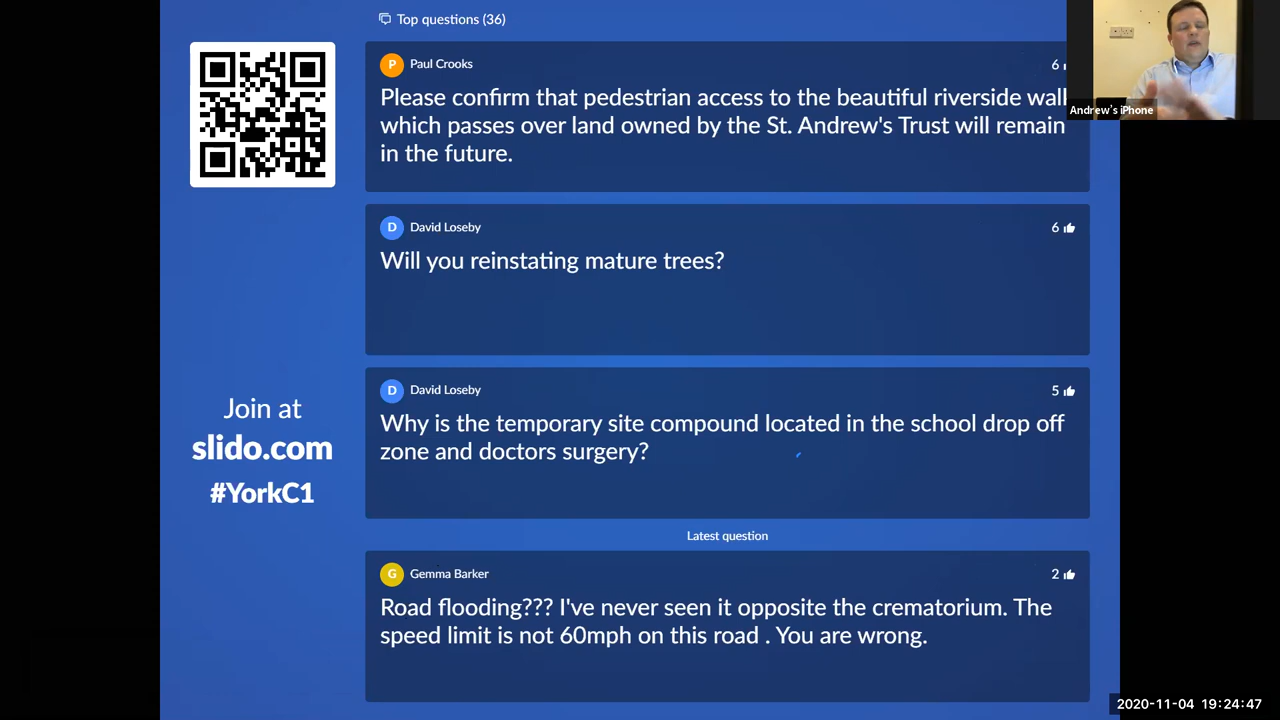 Top questions (36)
P Paul Crooks
6
Please confirm that pedestrian access to the beautiful riverside
which passes over land owned by the St. Andrew's Trust will remain
in the future.
Andrew's iPhone
D David Loseby
6
Will you reinstating mature trees?
D David Loseby
5
Why is the temporary site compound located in the school drop off
zone and doctors surgery?
Join at
slido.com
#YorkC1
Latest question
G Gemma Barker
2
Road flooding??? I've never seen it opposite the crematorium. The
speed limit is not 60mph on this road . You are wrong.
2020-11-04 19:24:47